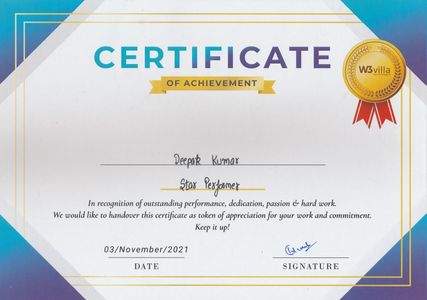 CERTIFICATE
OF ACHIEVEMENT
W3villa
Deepak Kumar
Star Performer
In recognition of outstanding performance, dedication, passion & hard work.
We would like to handover this certificate as token of appreciation for your work and commitment.
Keep it up!
03/November/2021
DATE
SIGNATURE